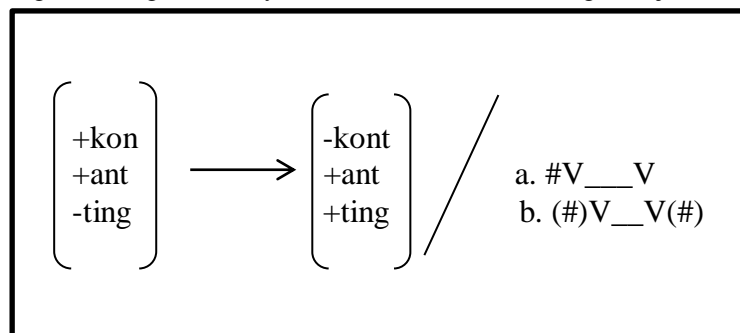 +kon
+ant
-ting
-kont
+ant
+ting
a. #V___V
b. (#)V__V(#)